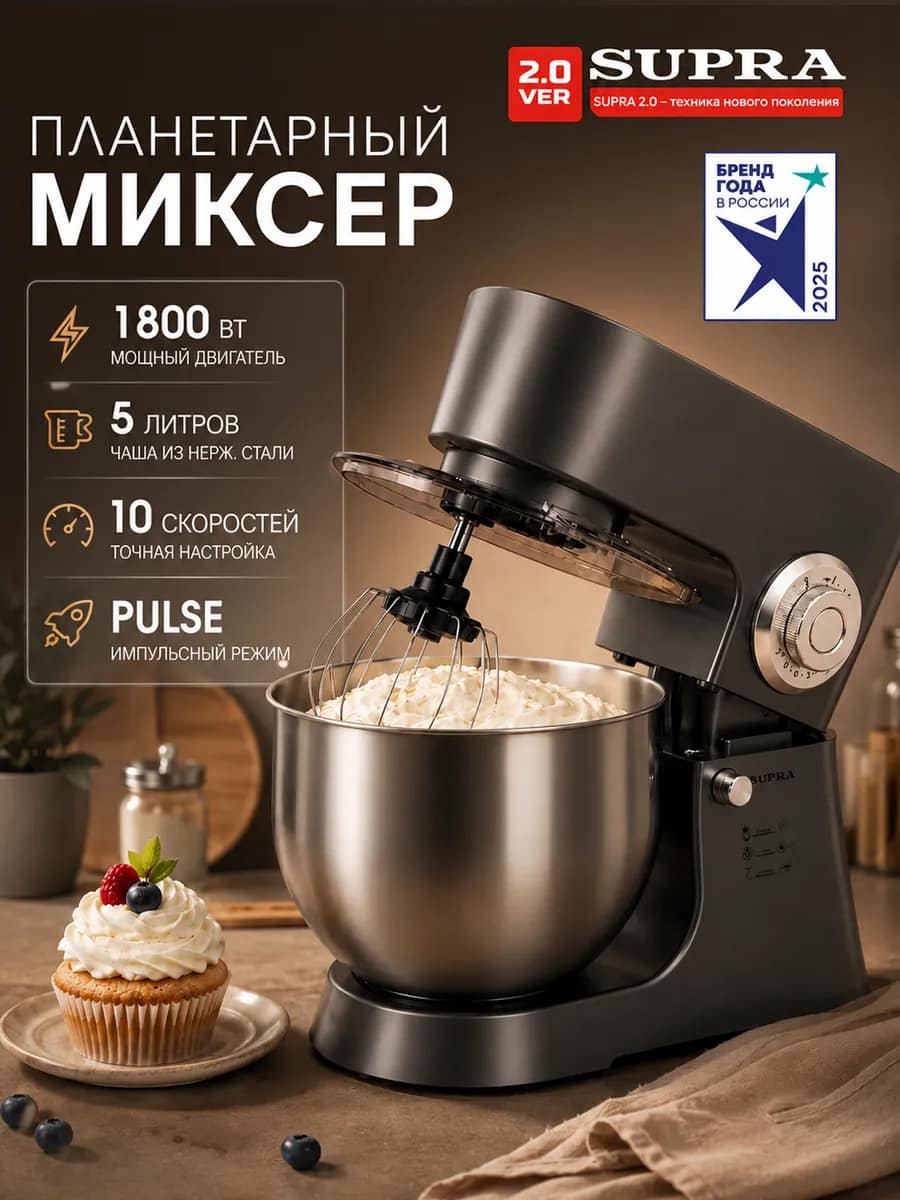 2.0
VER
SUPRA
SUPRA 2.0 – техника нового поколения
ПЛАНЕТАРНЫЙ
МИКСЕР
БРЕНД
ГОДА
В РОССИИ
2025
1800 ВТ
МОЩНЫЙ ДВИГАТЕЛЬ
5 ЛИТРОВ
ЧАША ИЗ НЕРЖ. СТАЛИ
10 СКОРОСТЕЙ
ТОЧНАЯ НАСТРОЙКА
PULSE
ИМПУЛЬСНЫЙ РЕЖИМ
SUPRA